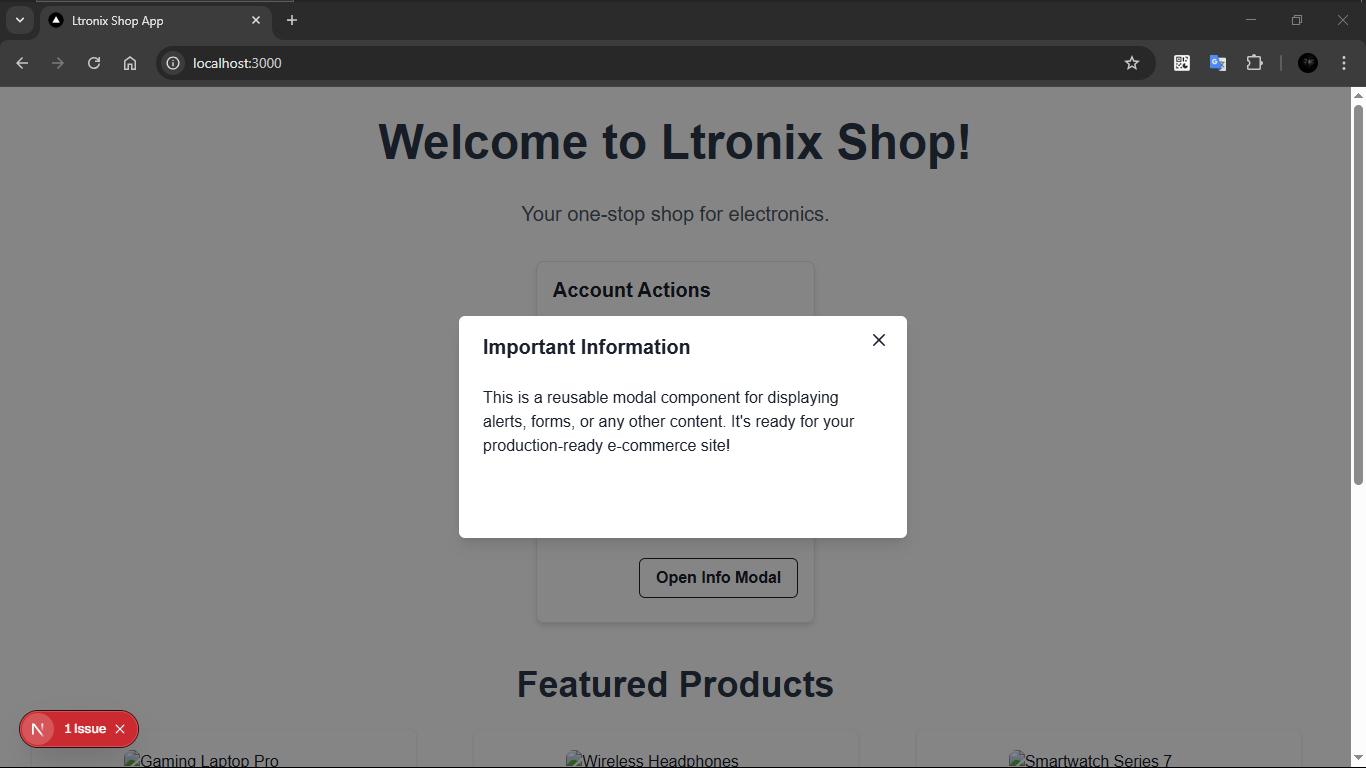 Ltronix Shop App
localhost:3000
Welcome to Ltronix Shop!
Your one-stop shop for electronics.
Account Actions
Important Information
This is a reusable modal component for displaying
alerts, forms, or any other content. It's ready for your
production-ready e-commerce site!
Open Info Modal
Featured Products
N 1 Issue
Gaming Laptop Pro
Wireless Headphones
Smartwatch Series 7